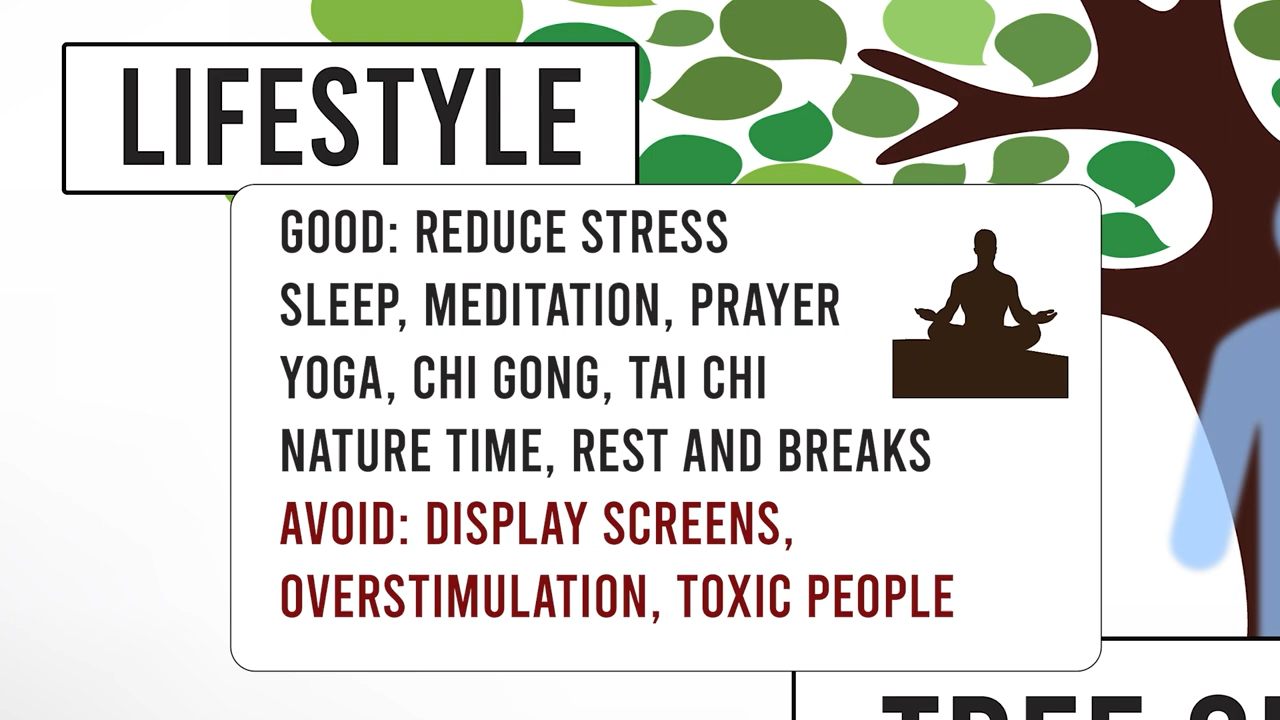 LIFESTYLE
GOOD: REDUCE STRESS
SLEEP, MEDITATION, PRAYER
YOGA, CHI GONG, TAI CHI
NATURE TIME, REST AND BREAKS
AVOID: DISPLAY SCREENS,
OVERSTIMULATION, TOXIC PEOPLE
TREE